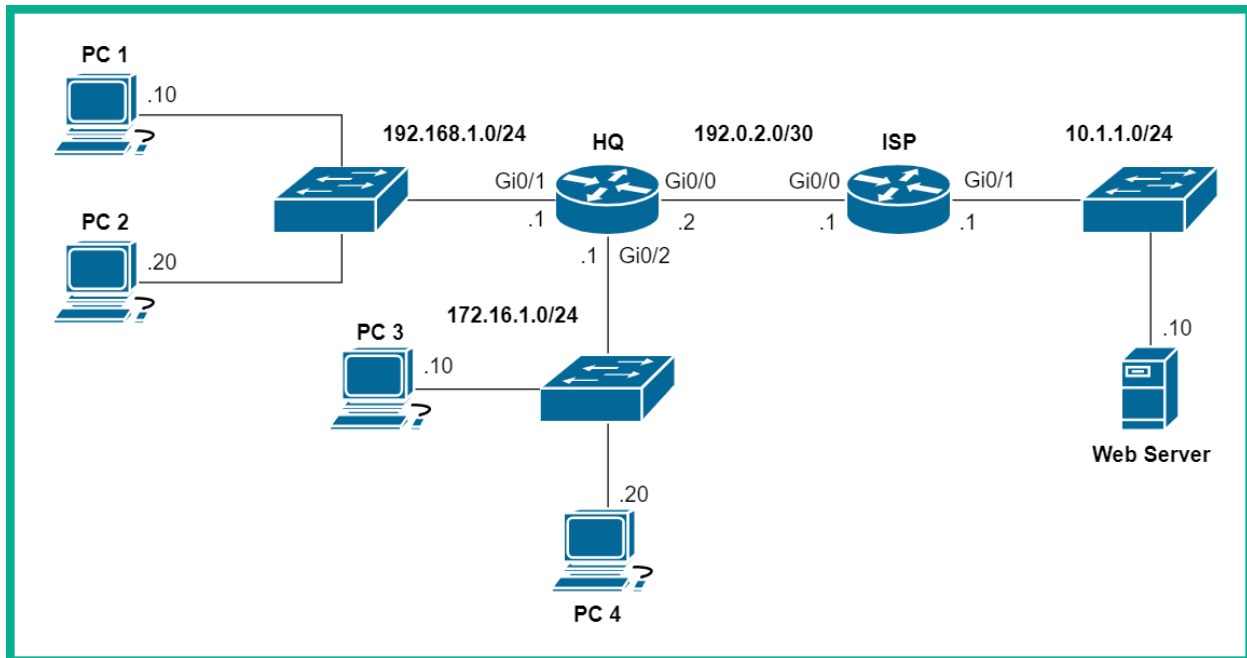 PC 1
.10
192.168.1.0/24
HQ
192.0.2.0/30
ISP
10.1.1.0/24
Gi0/1
Gi0/0
Gi0/0
Gi0/1
.1
.2
.1
.1
PC 2
.20
.1
Gi0/2
172.16.1.0/24
PC 3
.10
.10
Web Server
.20
PC 4